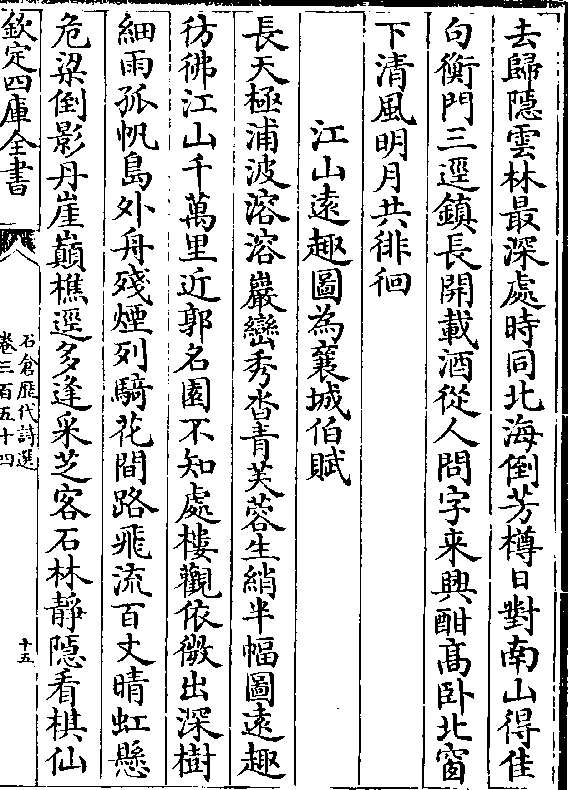 去歸隱雲林最深處時同北海倒芳樽日對南山得佳
句衡門三逕鎮長開載酒從人問字来興酣髙卧北窗
下清風明月共徘徊
江山遠趣圖為襄城伯賦
長天極浦波溶溶巖巒秀沓青芙蓉生綃半幅圖遠趣
彷彿江山千萬里近郭名園不知處樓觀依微出深樹
細雨孤帆島外舟殘煙列騎花間路飛流百丈晴虹懸
危梁倒影丹崖巔樵逕多逢采芝客石林靜隠看棋仙
欽定四庫全書
石倉歴代詩選
卷三百五十四
十五